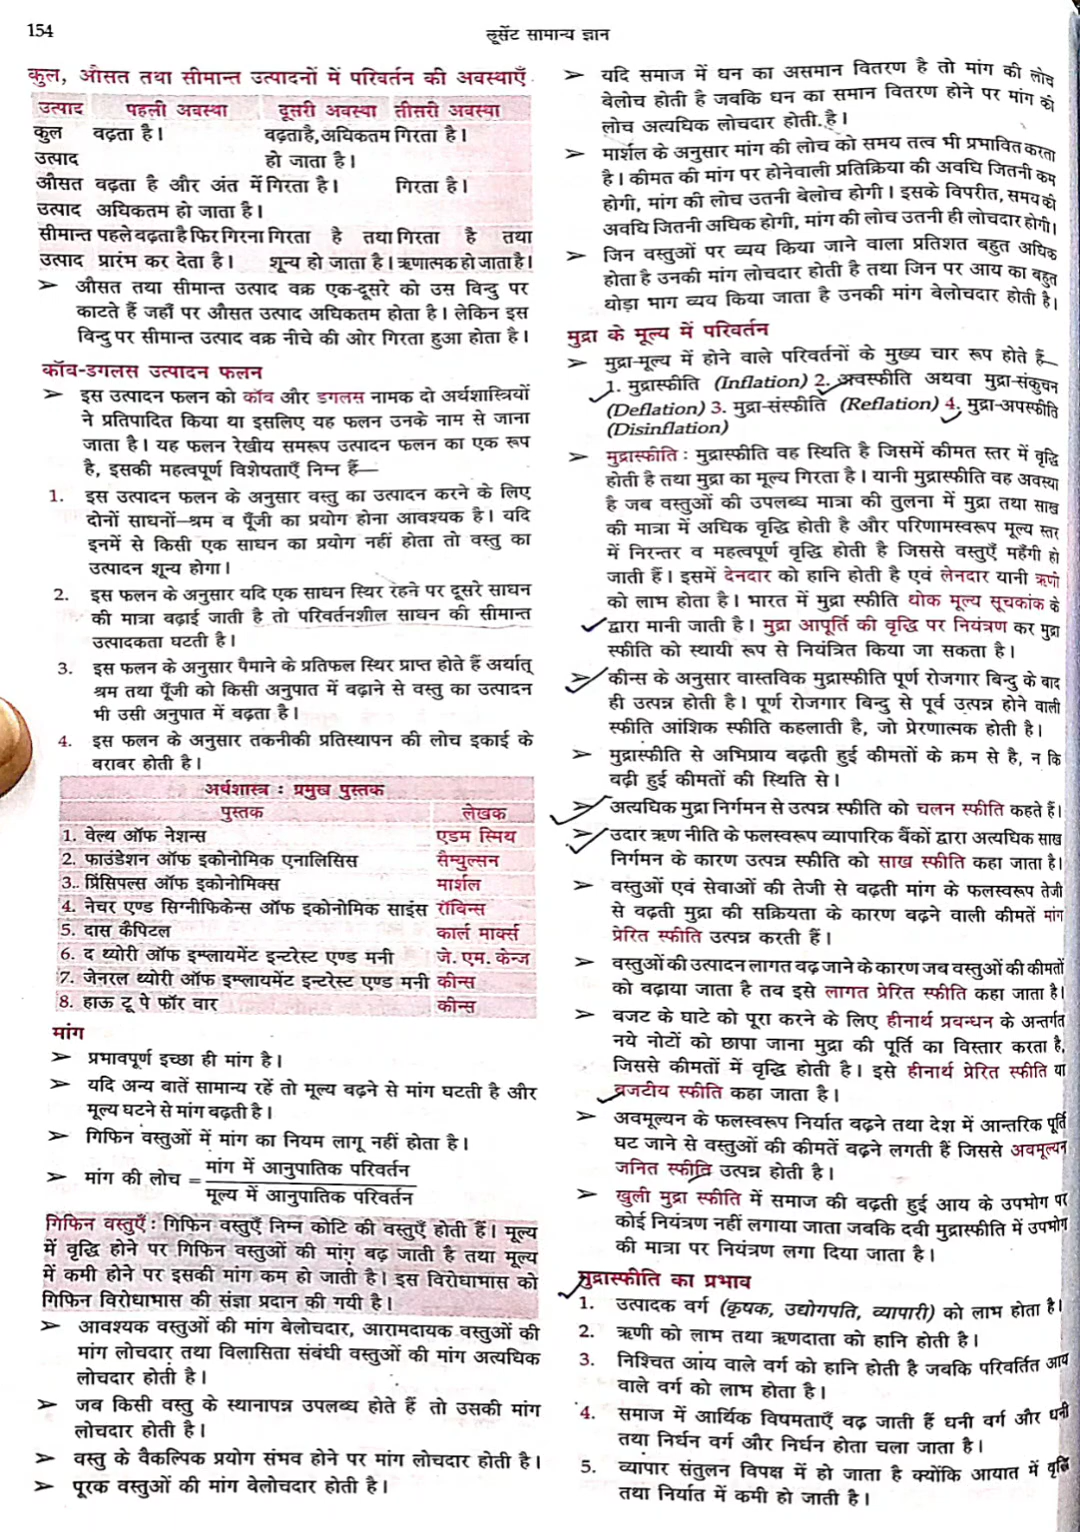 154
लूसेंट सामान्य ज्ञान
कुल, औसत तथा सीमान्त उत्पादनों में परिवर्तन की अवस्थाएँ
उत्पाद पहली अवस्था दूसरी अवस्था तीसरी अवस्था
कुल बढ़ता है। बढ़ता है, अधिकतम गिरता है।
उत्पाद हो जाता है।
औसत बढ़ता है और अंत में गिरता है। गिरता है।
उत्पाद अधिकतम हो जाता है।
सीमान्त पहले बढ़ता है फिर गिरना गिरता है तथा गिरता है तथा
उत्पाद प्रारंभ कर देता है। शून्य हो जाता है। ऋणात्मक हो जाता है।
➢ औसत तथा सीमान्त उत्पाद वक्र एक-दूसरे को उस विन्दु पर
काटते हैं जहाँ पर औसत उत्पाद अधिकतम होता है। लेकिन इस
विन्दु पर सीमान्त उत्पाद वक्र नीचे की ओर गिरता हुआ होता है।
कॉब-डगलस उत्पादन फलन
➢ इस उत्पादन फलन को कॉब और डगलस नामक दो अर्थशास्त्रियों
ने प्रतिपादित किया था इसलिए यह फलन उनके नाम से जाना
जाता है। यह फलन रेखीय समरूप उत्पादन फलन का एक रूप
है, इसकी महत्वपूर्ण विशेषताएँ निम्न हैं—
1. इस उत्पादन फलन के अनुसार वस्तु का उत्पादन करने के लिए
दोनों साधनों—श्रम व पूँजी का प्रयोग होना आवश्यक है। यदि
इनमें से किसी एक साधन का प्रयोग नहीं होता तो वस्तु का
उत्पादन शून्य होगा।
2. इस फलन के अनुसार यदि एक साधन स्थिर रहने पर दूसरे साधन
की मात्रा बढ़ाई जाती है तो परिवर्तनशील साधन की सीमान्त
उत्पादकता घटती है।
3. इस फलन के अनुसार पैमाने के प्रतिफल स्थिर प्राप्त होते हैं अर्थात्
श्रम तथा पूँजी को किसी अनुपात में बढ़ाने से वस्तु का उत्पादन
भी उसी अनुपात में बढ़ता है।
4. इस फलन के अनुसार तकनीकी प्रतिस्थापन की लोच इकाई के
बराबर होती है।
अर्थशास्त्र : प्रमुख पुस्तक
पुस्तक लेखक
1. वेल्थ ऑफ नेशन्स एडम स्मिथ
2. फाउंडेशन ऑफ इकोनोमिक एनालिसिस सैम्युल्सन
3.. प्रिंसिपल्स ऑफ इकोनोमिक्स मार्शल
4. नेचर एण्ड सिग्नीफिकेन्स ऑफ इकोनोमिक साइंस रॉबिन्स
5. दास कैपिटल कार्ल मार्क्स
6. द थ्योरी ऑफ इम्प्लायमेंट इन्टरेस्ट एण्ड मनी जे. एम. केन्ज
7. जेनरल थ्योरी ऑफ इम्प्लायमेंट इन्टरेस्ट एण्ड मनी कीन्स
8. हाऊ टू पे फॉर वार कीन्स
मांग
➢ प्रभावपूर्ण इच्छा ही मांग है।
➢ यदि अन्य बातें सामान्य रहें तो मूल्य बढ़ने से मांग घटती है और
मूल्य घटने से मांग बढ़ती है।
➢ गिफिन वस्तुओं में मांग का नियम लागू नहीं होता है।
➢ मांग की लोच = मांग में आनुपातिक परिवर्तन
मूल्य में आनुपातिक परिवर्तन
गिफिन वस्तुएँ : गिफिन वस्तुएँ निम्न कोटि की वस्तुएँ होती हैं। मूल्य
में वृद्धि होने पर गिफिन वस्तुओं की मांग बढ़ जाती है तथा मूल्य
में कमी होने पर इसकी मांग कम हो जाती है। इस विरोधाभास को
गिफिन विरोधाभास की संज्ञा प्रदान की गयी है।
➢ आवश्यक वस्तुओं की मांग बेलोचदार, आरामदायक वस्तुओं की
मांग लोचदार तथा विलासिता संबंधी वस्तुओं की मांग अत्यधिक
लोचदार होती है।
➢ जब किसी वस्तु के स्थानापन्न उपलब्ध होते हैं तो उसकी मांग
लोचदार होती है।
➢ वस्तु के वैकल्पिक प्रयोग संभव होने पर मांग लोचदार होती है।
➢ पूरक वस्तुओं की मांग बेलोचदार होती है।
➢ यदि समाज में धन का असमान वितरण है तो मांग की लोच
बेलोच होती है जबकि धन का समान वितरण होने पर मांग की
लोच अत्यधिक लोचदार होती है।
➢ मार्शल के अनुसार मांग की लोच को समय तत्व भी प्रभावित करता
है। कीमत की मांग पर होनेवाली प्रतिक्रिया की अवधि जितनी कम
होगी, मांग की लोच उतनी बेलोच होगी। इसके विपरीत, समय की
अवधि जितनी अधिक होगी, मांग की लोच उतनी ही लोचदार होगी।
➢ जिन वस्तुओं पर व्यय किया जाने वाला प्रतिशत बहुत अधिक
होता है उनकी मांग लोचदार होती है तथा जिन पर आय का बहुत
थोड़ा भाग व्यय किया जाता है उनकी मांग बेलोचदार होती है।
मुद्रा के मूल्य में परिवर्तन
➢ मुद्रा-मूल्य में होने वाले परिवर्तनों के मुख्य चार रूप होते हैं—
1. मुद्रास्फीति (Inflation) 2. अवस्फीति अथवा मुद्रा-संकुचन
(Deflation) 3. मुद्रा-संस्फीति (Reflation) 4. मुद्रा-अपस्फीति
(Disinflation)
➢ मुद्रास्फीति : मुद्रास्फीति वह स्थिति है जिसमें कीमत स्तर में वृद्धि
होती है तथा मुद्रा का मूल्य गिरता है। यानी मुद्रास्फीति वह अवस्था
है जब वस्तुओं की उपलब्ध मात्रा की तुलना में मुद्रा तथा साख
की मात्रा में अधिक वृद्धि होती है और परिणामस्वरूप मूल्य स्तर
में निरन्तर व महत्वपूर्ण वृद्धि होती है जिससे वस्तुएँ महँगी हो
जाती हैं। इसमें देनदार को हानि होती है एवं लेनदार यानी ऋणी
को लाभ होता है। भारत में मुद्रा स्फीति थोक मूल्य सूचकांक के
द्वारा मानी जाती है। मुद्रा आपूर्ति की वृद्धि पर नियंत्रण कर मुद्रा
स्फीति को स्थायी रूप से नियंत्रित किया जा सकता है।
➢ कीन्स के अनुसार वास्तविक मुद्रास्फीति पूर्ण रोजगार बिन्दु के बाद
ही उत्पन्न होती है। पूर्ण रोजगार बिन्दु से पूर्व उत्पन्न होने वाली
स्फीति आंशिक स्फीति कहलाती है, जो प्रेरणात्मक होती है।
➢ मुद्रास्फीति से अभिप्राय बढ़ती हुई कीमतों के क्रम से है, न कि
बढ़ी हुई कीमतों की स्थिति से।
➢ अत्यधिक मुद्रा निर्गमन से उत्पन्न स्फीति को चलन स्फीति कहते हैं।
➢ उदार ऋण नीति के फलस्वरूप व्यापारिक बैंकों द्वारा अत्यधिक साख
निर्गमन के कारण उत्पन्न स्फीति को साख स्फीति कहा जाता है।
➢ वस्तुओं एवं सेवाओं की तेजी से बढ़ती मांग के फलस्वरूप तेजी
से बढ़ती मुद्रा की सक्रियता के कारण बढ़ने वाली कीमतें मांग
प्रेरित स्फीति उत्पन्न करती हैं।
➢ वस्तुओं की उत्पादन लागत बढ़ जाने के कारण जब वस्तुओं की कीमतों
को बढ़ाया जाता है तब इसे लागत प्रेरित स्फीति कहा जाता है।
➢ बजट के घाटे को पूरा करने के लिए हीनार्थ प्रबन्धन के अन्तर्गत
नये नोटों को छापा जाना मुद्रा की पूर्ति का विस्तार करता है,
जिससे कीमतों में वृद्धि होती है। इसे हीनार्थ प्रेरित स्फीति या
बजटीय स्फीति कहा जाता है।
➢ अवमूल्यन के फलस्वरूप निर्यात बढ़ने तथा देश में आन्तरिक पूर्ति
घट जाने से वस्तुओं की कीमतें बढ़ने लगती हैं जिससे अवमूल्यन
जनित स्फीति उत्पन्न होती है।
➢ खुली मुद्रा स्फीति में समाज की बढ़ती हुई आय के उपभोग पर
कोई नियंत्रण नहीं लगाया जाता जबकि दबी मुद्रास्फीति में उपभोग
की मात्रा पर नियंत्रण लगा दिया जाता है।
मुद्रास्फीति का प्रभाव
1. उत्पादक वर्ग (कृषक, उद्योगपति, व्यापारी) को लाभ होता है।
2. ऋणी को लाभ तथा ऋणदाता को हानि होती है।
3. निश्चित आय वाले वर्ग को हानि होती है जबकि परिवर्तित आय
वाले वर्ग को लाभ होता है।
4. समाज में आर्थिक विषमताएँ बढ़ जाती हैं धनी वर्ग और धनी
तथा निर्धन वर्ग और निर्धन होता चला जाता है।
5. व्यापार संतुलन विपक्ष में हो जाता है क्योंकि आयात में वृद्धि
तथा निर्यात में कमी हो जाती है।